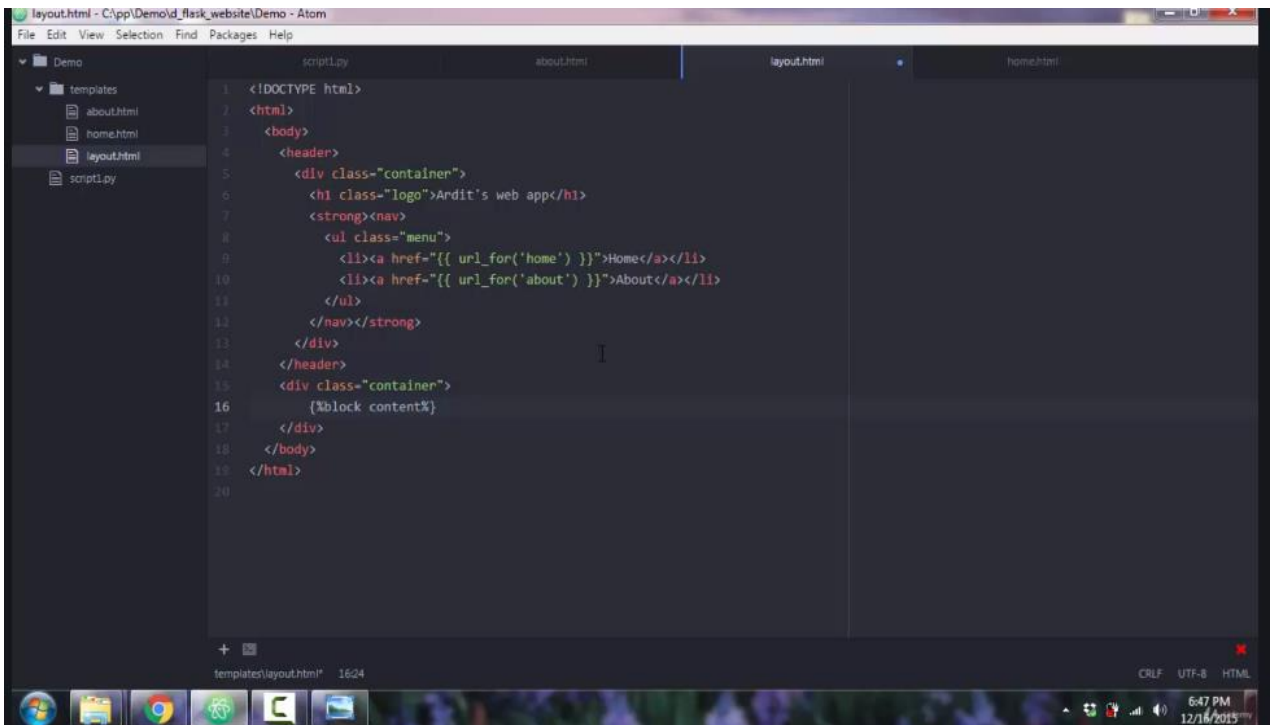 layout.html - C:\pp\Demo\d_flask_website\Demo - Atom
File Edit View Selection Find Packages Help
Demo
templates
about.html
home.html
layout.html
script1.py
script1.py about.html layout.html home.html
1 <!DOCTYPE html>
2 <html>
3 <body>
4 <header>
5 <div class="container">
6 <h1 class="logo">Ardit's web app</h1>
7 <strong><nav>
8 <ul class="menu">
9 <li><a href="{{ url_for('home') }}">Home</a></li>
10 <li><a href="{{ url_for('about') }}">About</a></li>
11 </ul>
12 </nav></strong>
13 </div>
14 </header>
15 <div class="container">
16 {%block content%}
17 </div>
18 </body>
19 </html>
20
templates\layout.html* 16:24
CRLF UTF-8 HTML
6:47 PM
12/16/2015